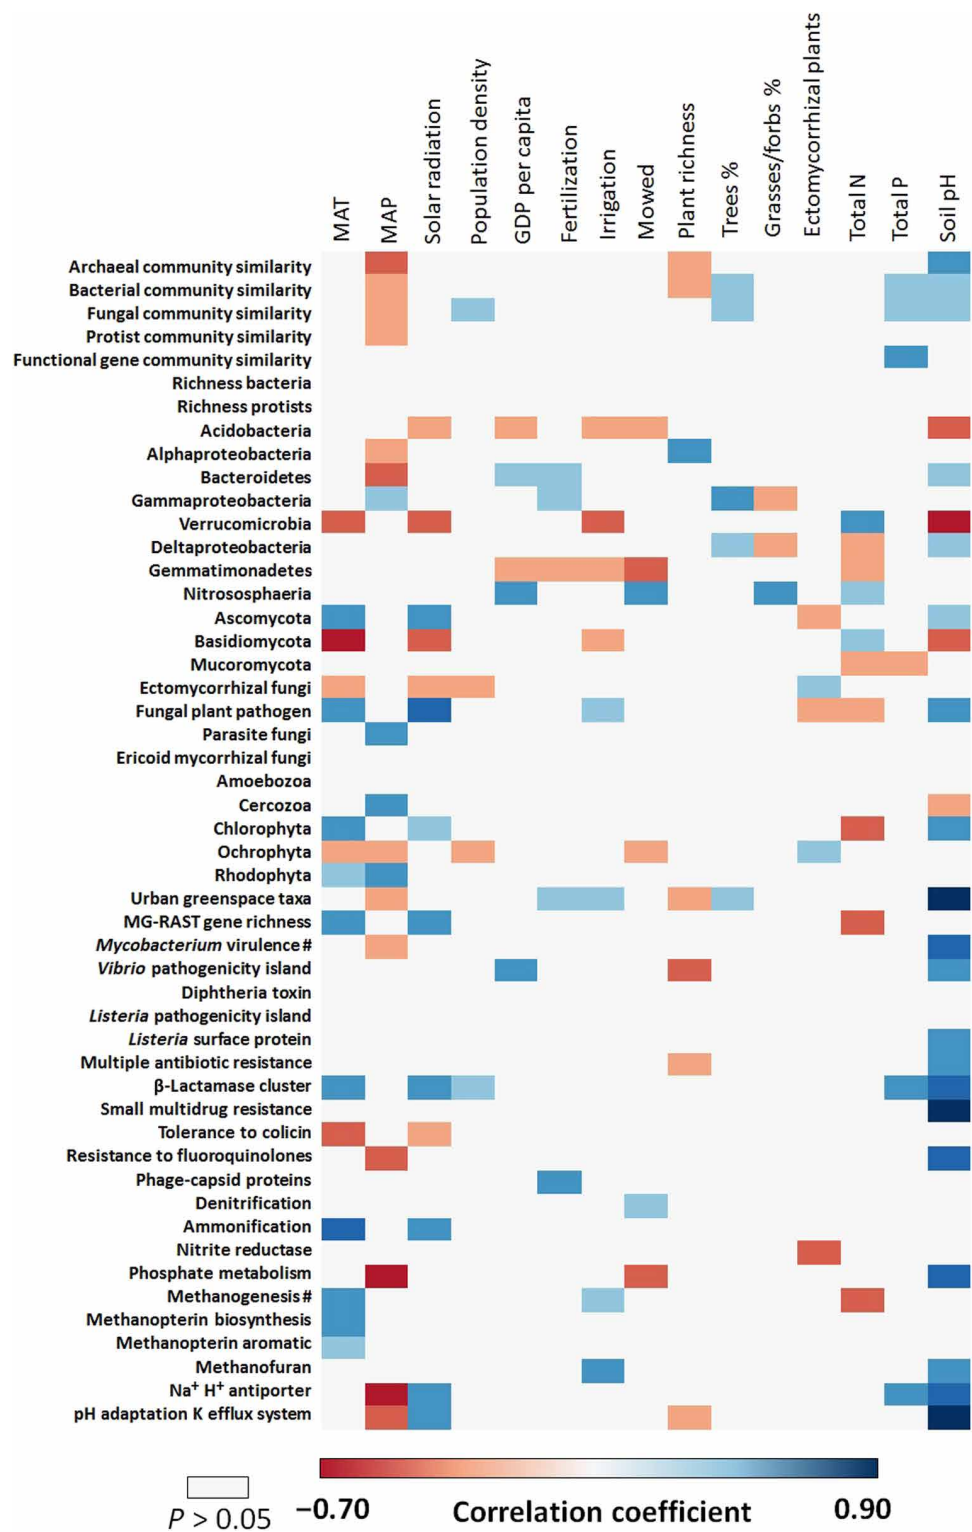 MAT
MAP
Solar radiation
Population density
GDP per capita
Fertilization
Irrigation
Mowed
Plant richness
Trees %
Grasses/forbs %
Ectomycorrhizal plants
Total N
Total P
Soil pH
Archaeal community similarity
Bacterial community similarity
Fungal community similarity
Protist community similarity
Functional gene community similarity
Richness bacteria
Richness protists
Acidobacteria
Alphaproteobacteria
Bacteroidetes
Gammaproteobacteria
Verrucomicrobia
Deltaproteobacteria
Gemmatimonadetes
Nitrososphaeria
Ascomycota
Basidiomycota
Mucoromycota
Ectomycorrhizal fungi
Fungal plant pathogen
Parasite fungi
Ericoid mycorrhizal fungi
Amoebozoa
Cercozoa
Chlorophyta
Ochrophyta
Rhodophyta
Urban greenspace taxa
MG-RAST gene richness
Mycobacterium virulence #
Vibrio pathogenicity island
Diphtheria toxin
Listeria pathogenicity island
Listeria surface protein
Multiple antibiotic resistance
β-Lactamase cluster
Small multidrug resistance
Tolerance to colicin
Resistance to fluoroquinolones
Phage-capsid proteins
Denitrification
Ammonification
Nitrite reductase
Phosphate metabolism
Methanogenesis #
Methanopterin biosynthesis
Methanopterin aromatic
Methanofuran
Na⁺ H⁺ antiporter
pH adaptation K efflux system
P > 0.05
−0.70 Correlation coefficient 0.90